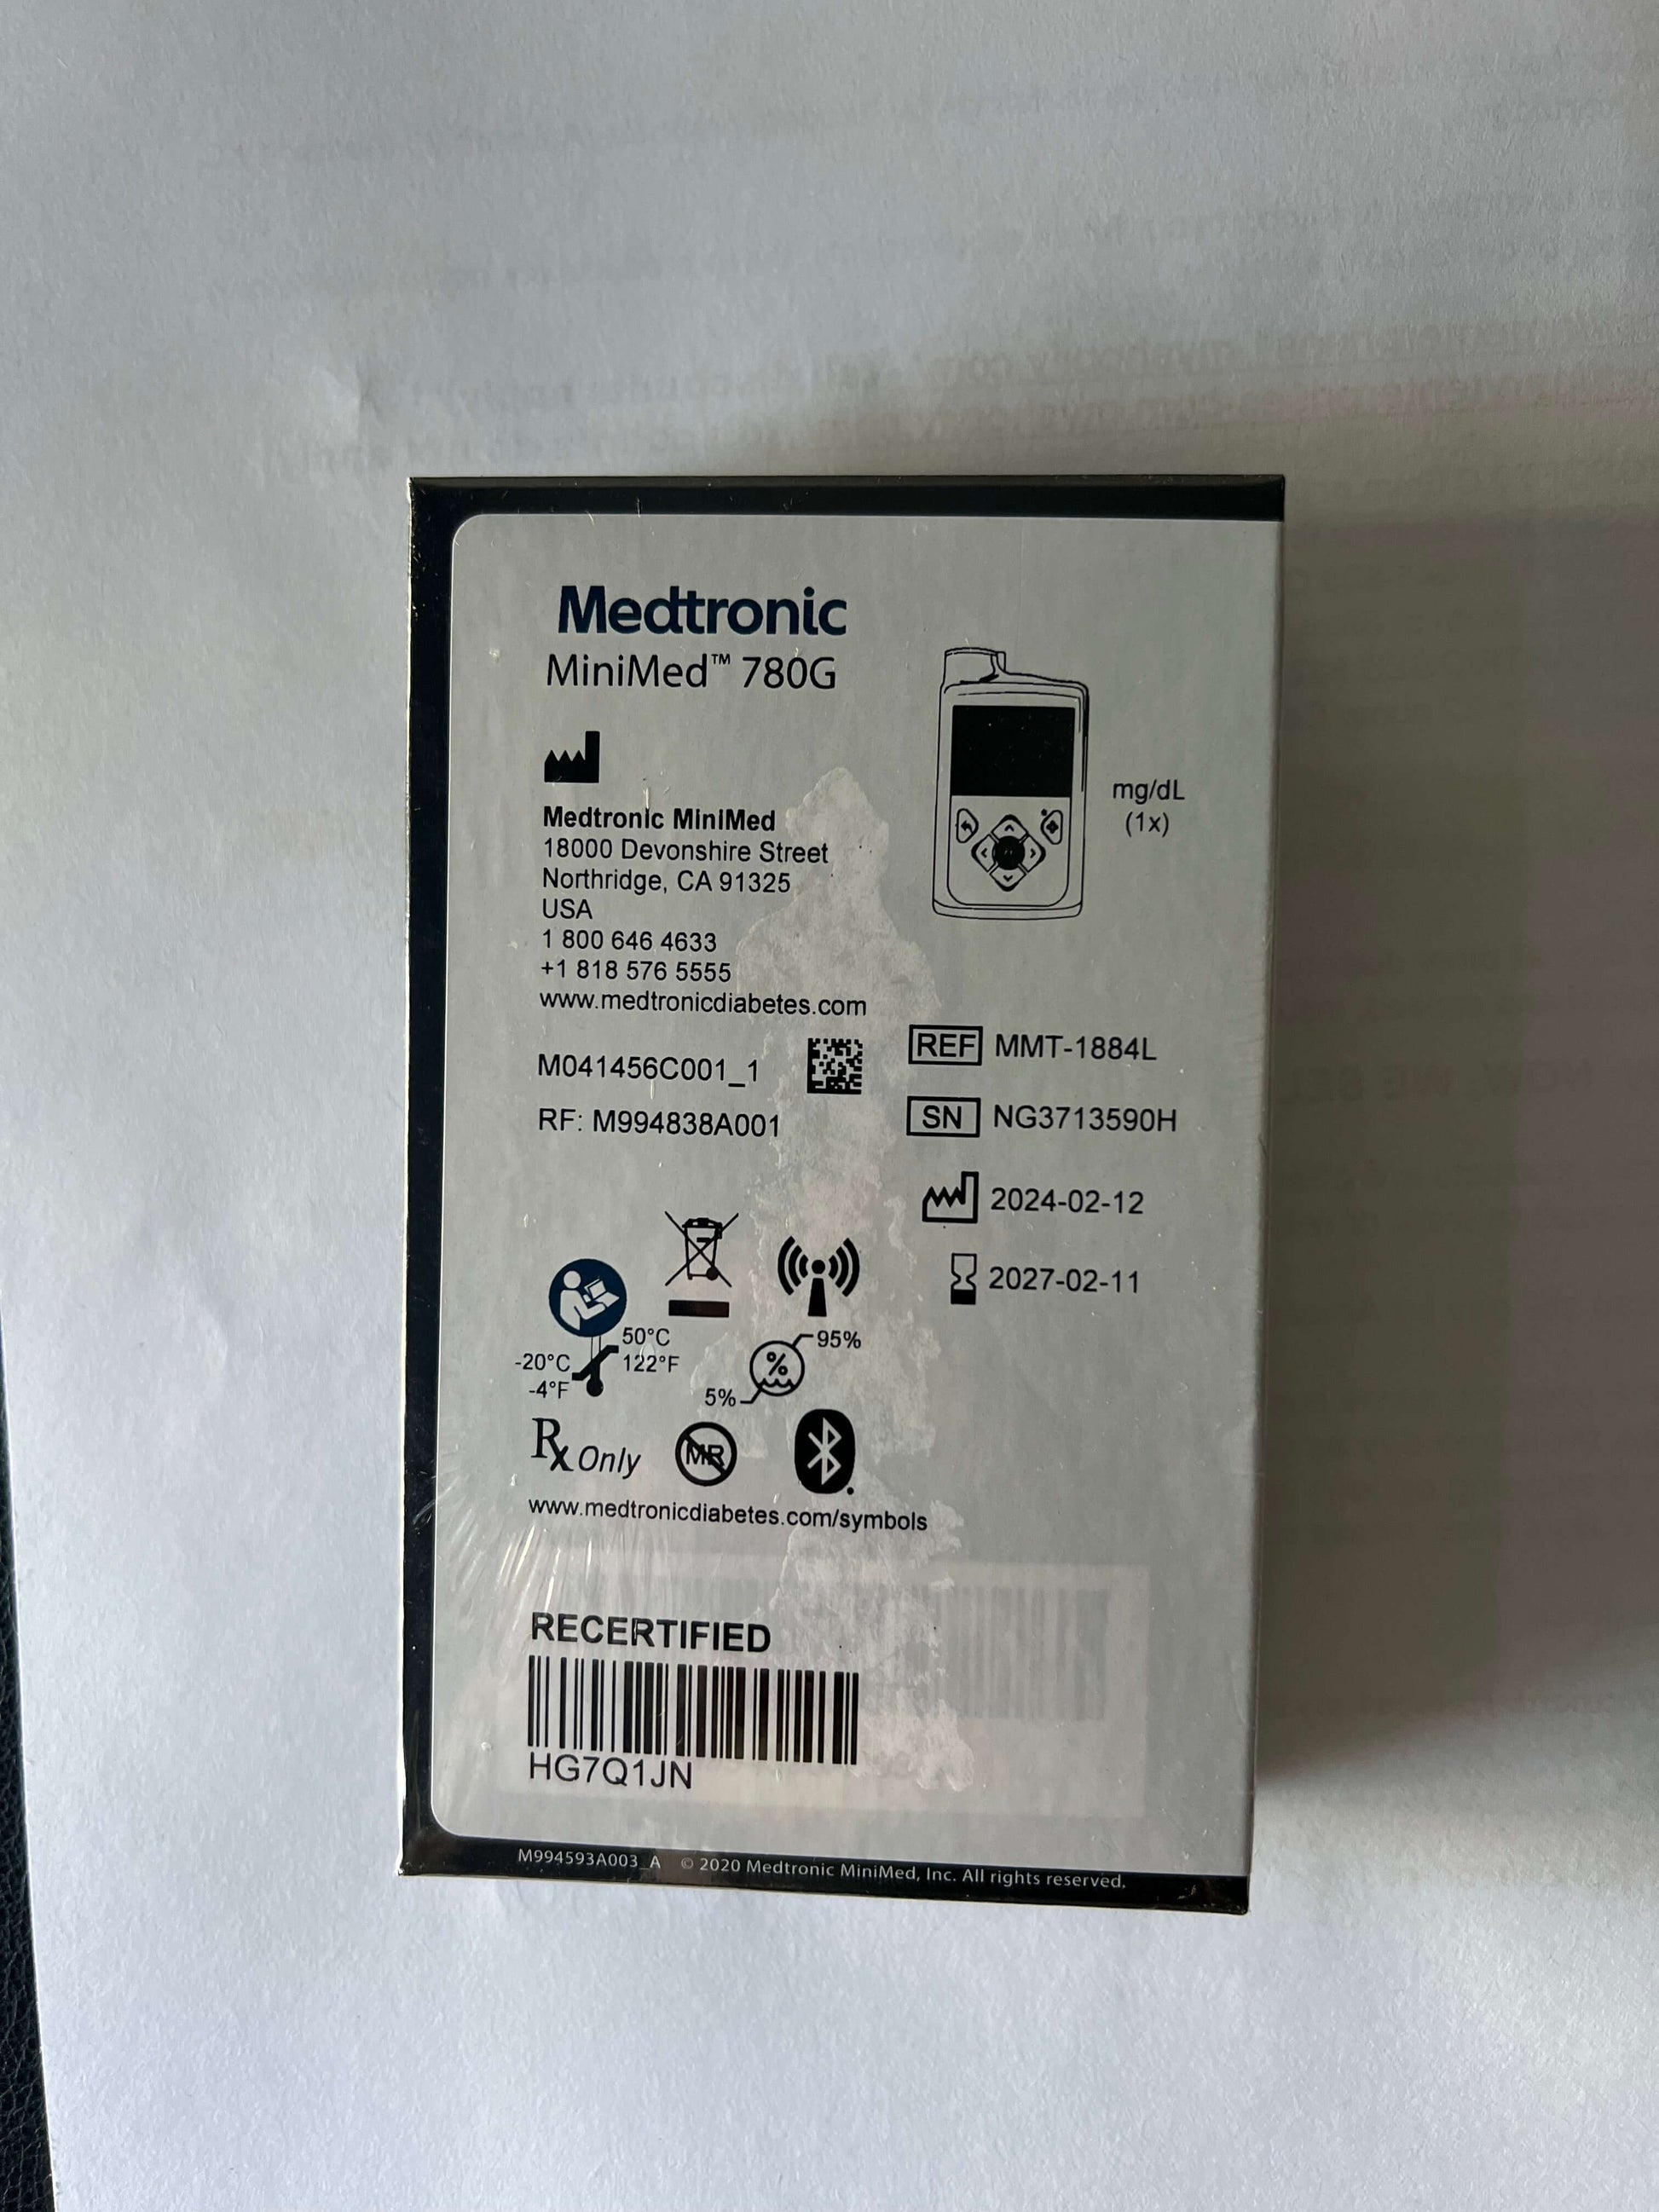 Medtronic
MiniMed™ 780G
mg/dL
(1x)
Medtronic MiniMed
18000 Devonshire Street
Northridge, CA 91325
USA
1 800 646 4633
+1 818 576 5555
www.medtronicdiabetes.com
M041456C001_1
RF: M994838A001
REF MMT-1884L
SN NG3713590H
2024-02-12
2027-02-11
50°C
122°F
-20°C
-4°F
95%
%
5%
Rx Only
MR
www.medtronicdiabetes.com/symbols
RECERTIFIED
HG7Q1JN
M994593A003_A © 2020 Medtronic MiniMed, Inc. All rights reserved.